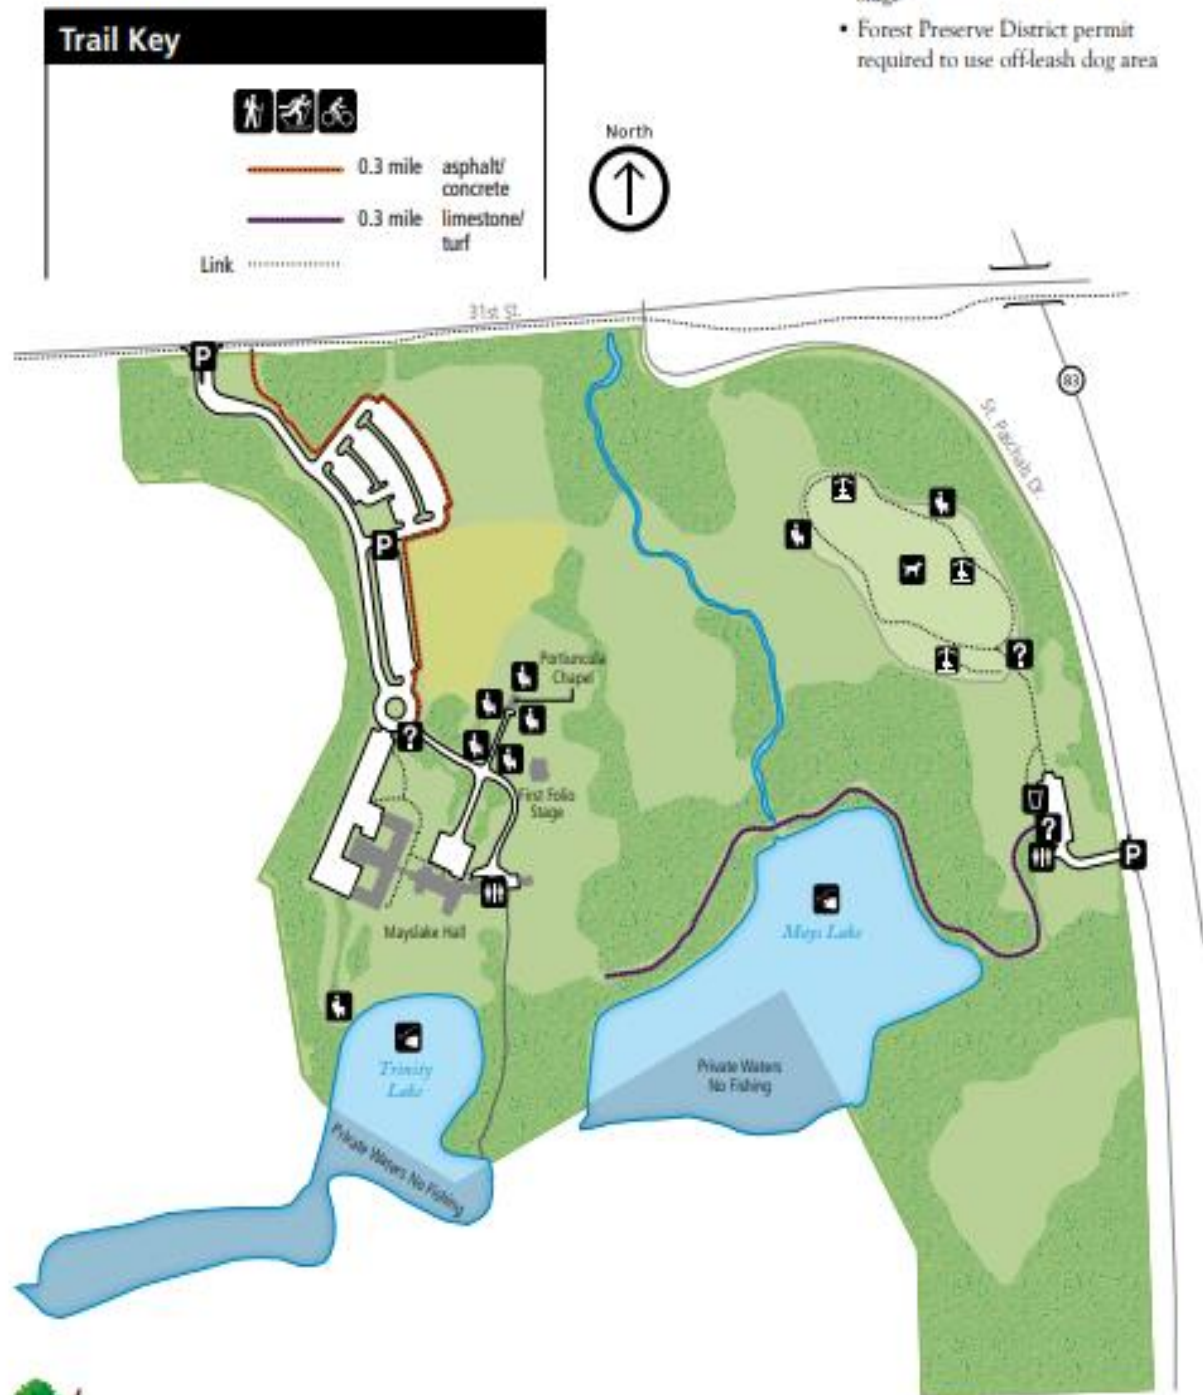 Trail Key
• Forest Preserve District permit
required to use off-leash dog area
North
0.3 mile asphalt/
concrete
0.3 mile limestone/
turf
Link
31st St.
83
St. Paschals Dr.
P
P
?
Portiuncula
Chapel
?
First Folio
Stage
?
P
Mays Lake
Mayslake Hall
Trinity
Lake
Private Waters
No Fishing
Private Waters No Fishing